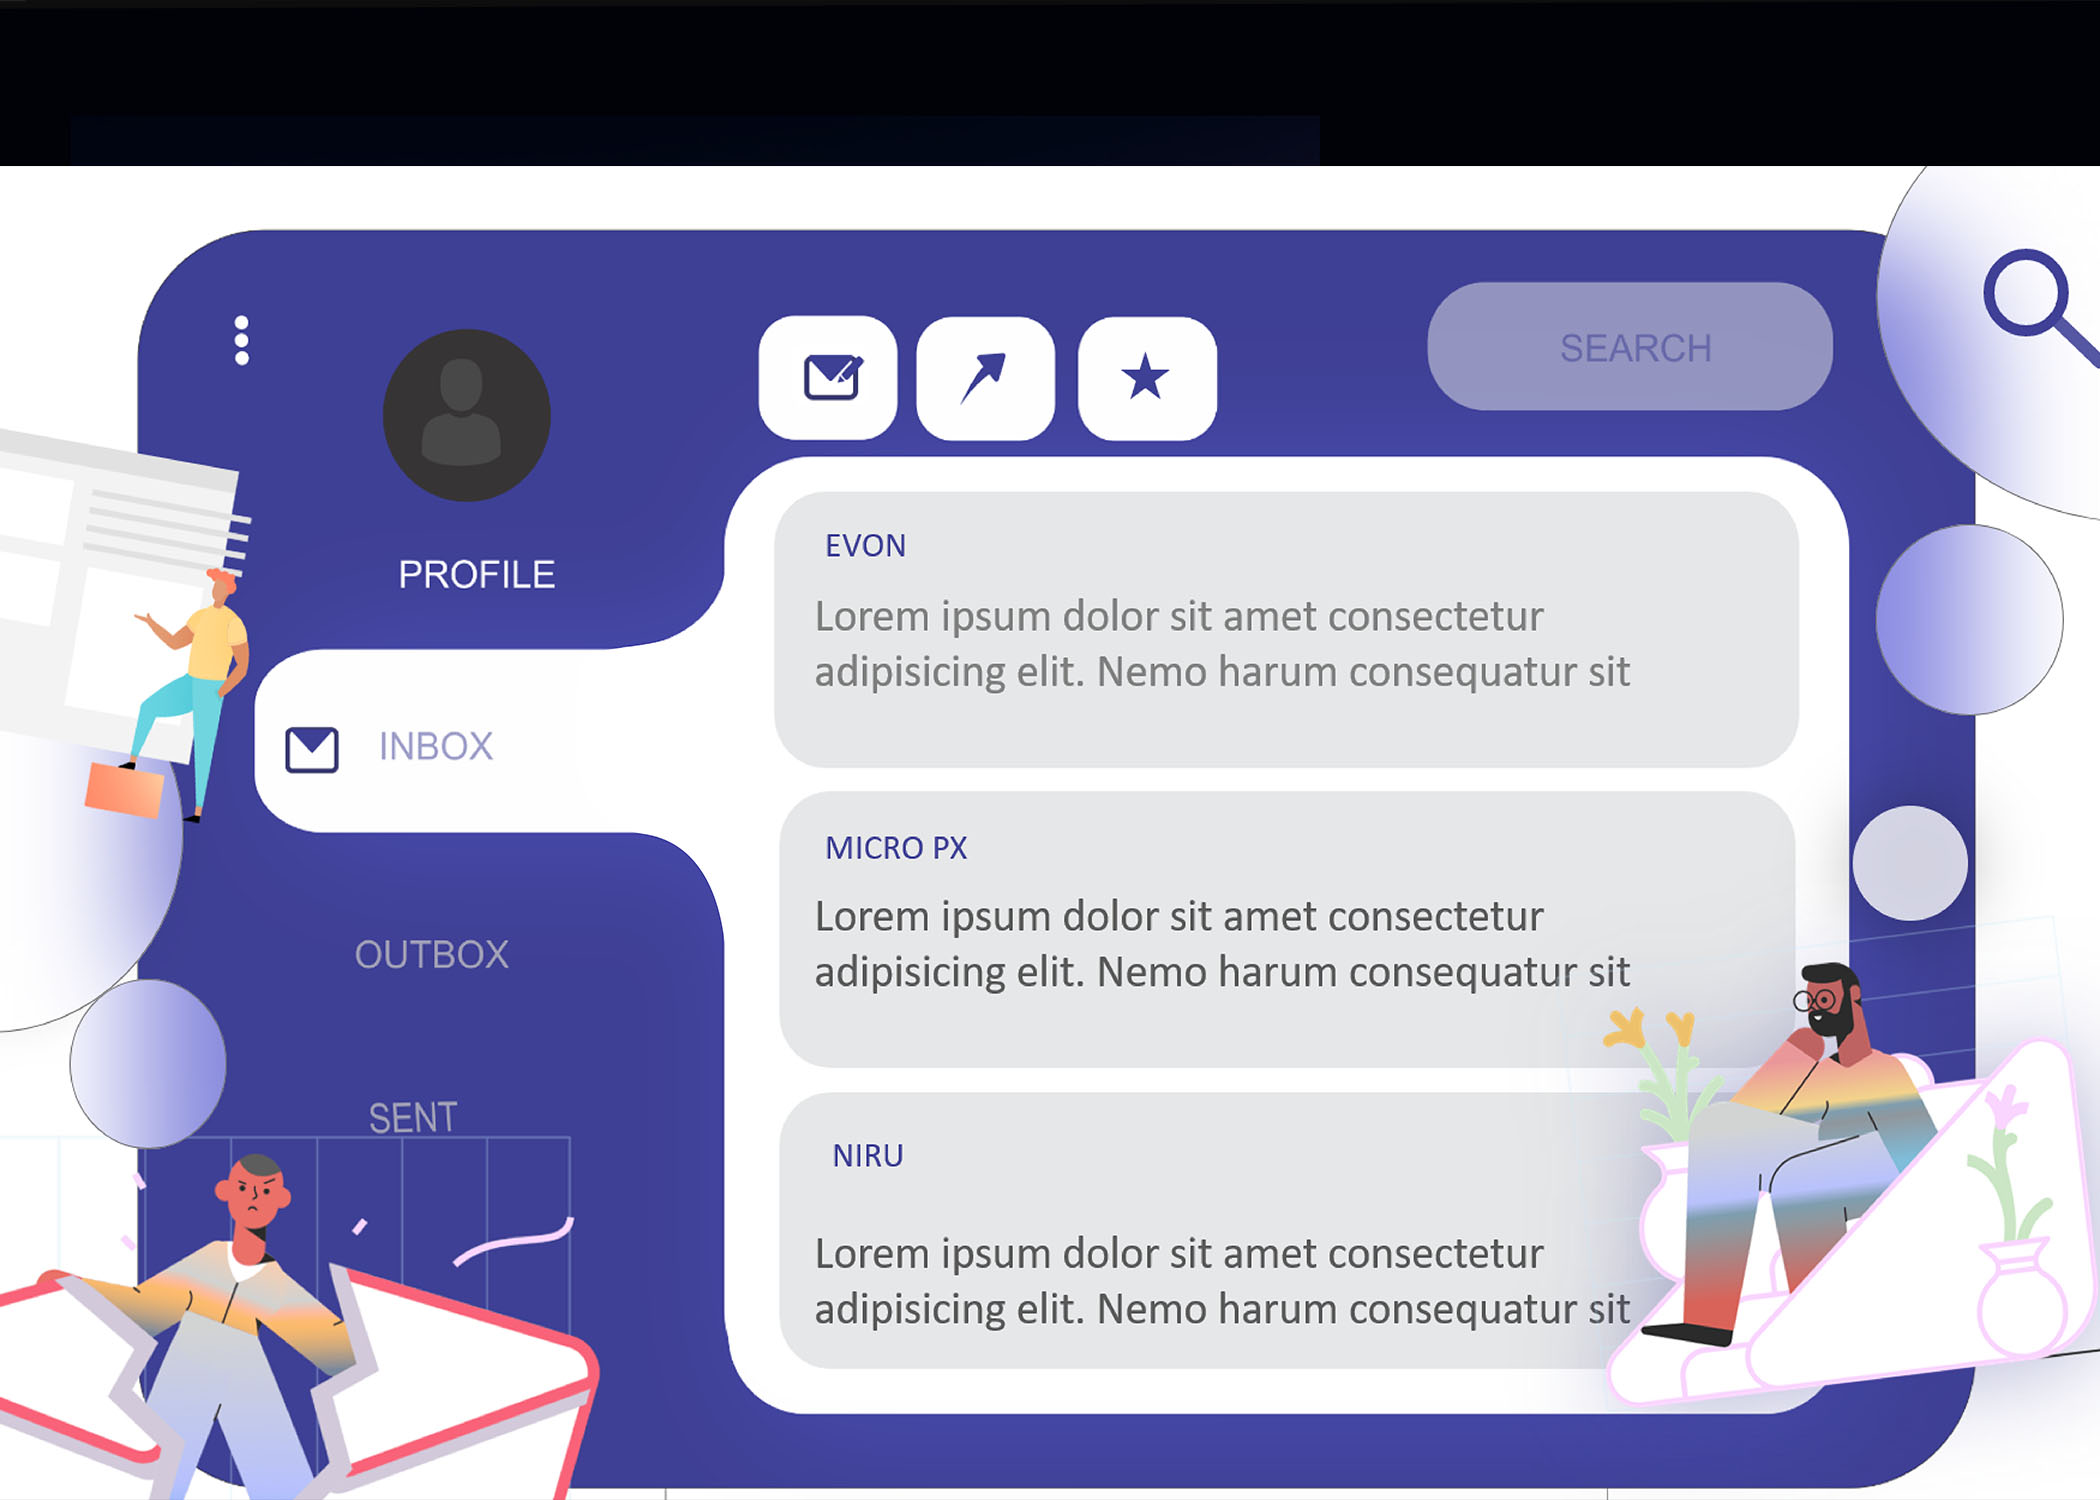 SEARCH
PROFILE
INBOX
OUTBOX
SENT
EVON
Lorem ipsum dolor sit amet consectetur
adipisicing elit. Nemo harum consequatur sit
MICRO PX
Lorem ipsum dolor sit amet consectetur
adipisicing elit. Nemo harum consequatur sit
NIRU
Lorem ipsum dolor sit amet consectetur
adipisicing elit. Nemo harum consequatur sit